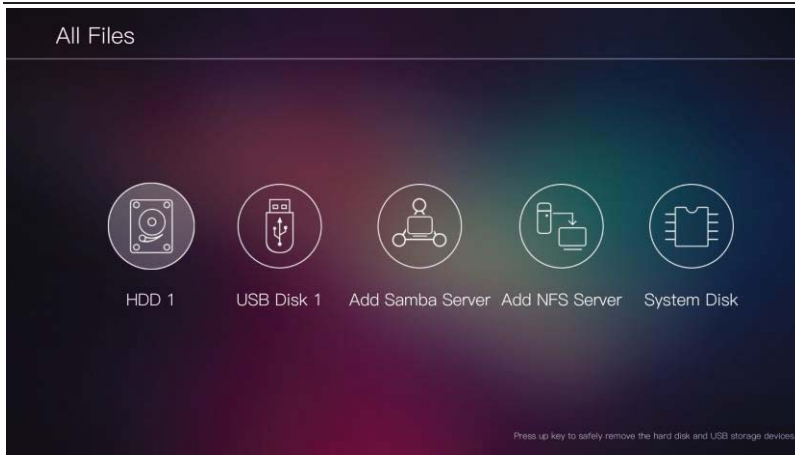 All Files
HDD 1
USB Disk 1
Add Samba Server
Add NFS Server
System Disk
Press up key to safely remove the hard disk and USB storage devices